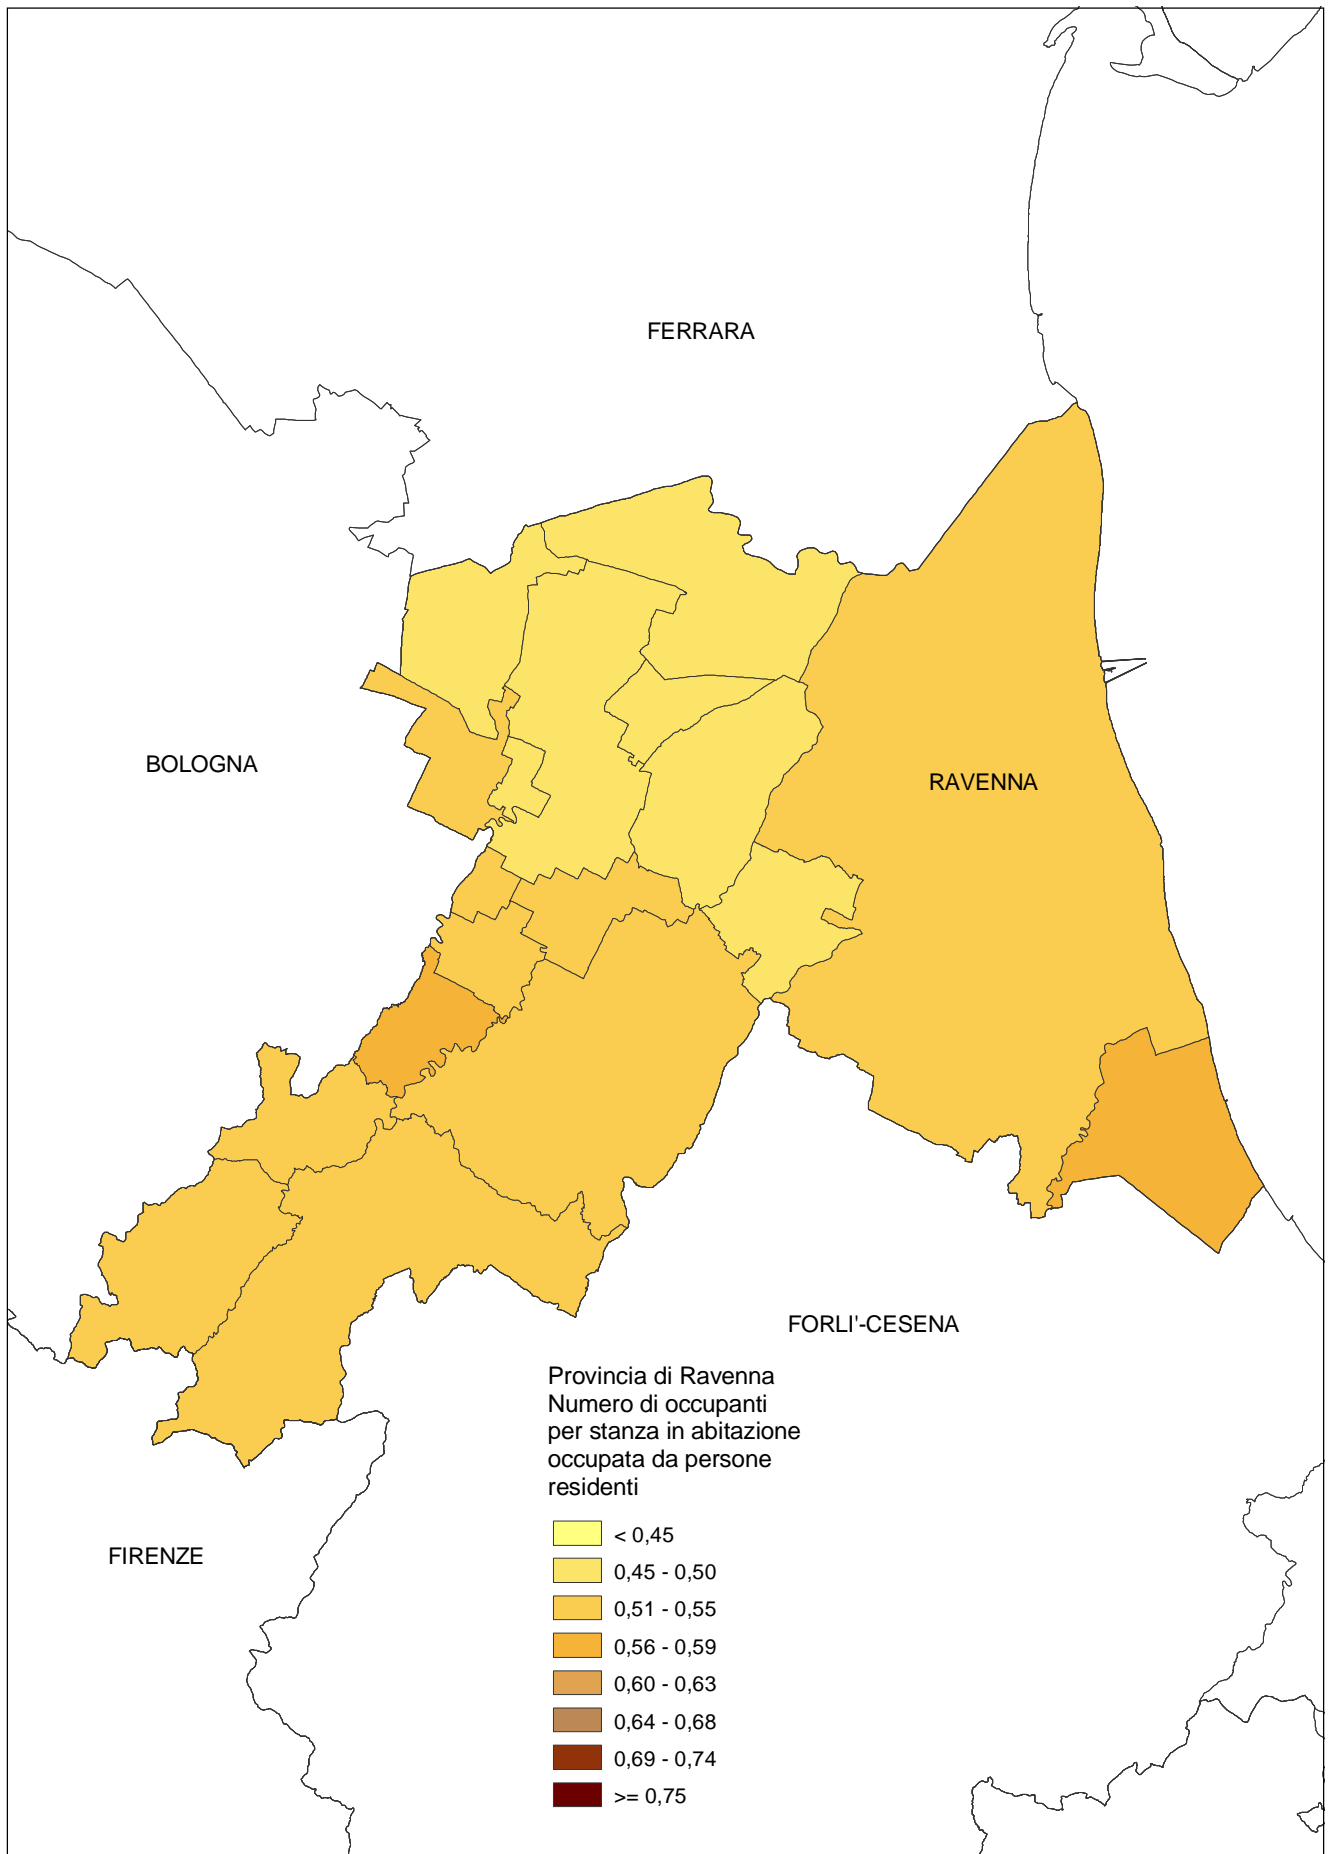 FERRARA
BOLOGNA
RAVENNA
FORLI'-CESENA
Provincia di Ravenna
Numero di occupanti
per stanza in abitazione
occupata da persone
residenti
< 0,45
FIRENZE
0,45 - 0,50
0,51 - 0,55
0,56 - 0,59
0,60 - 0,63
0,64 - 0,68
0,69 - 0,74
>= 0,75